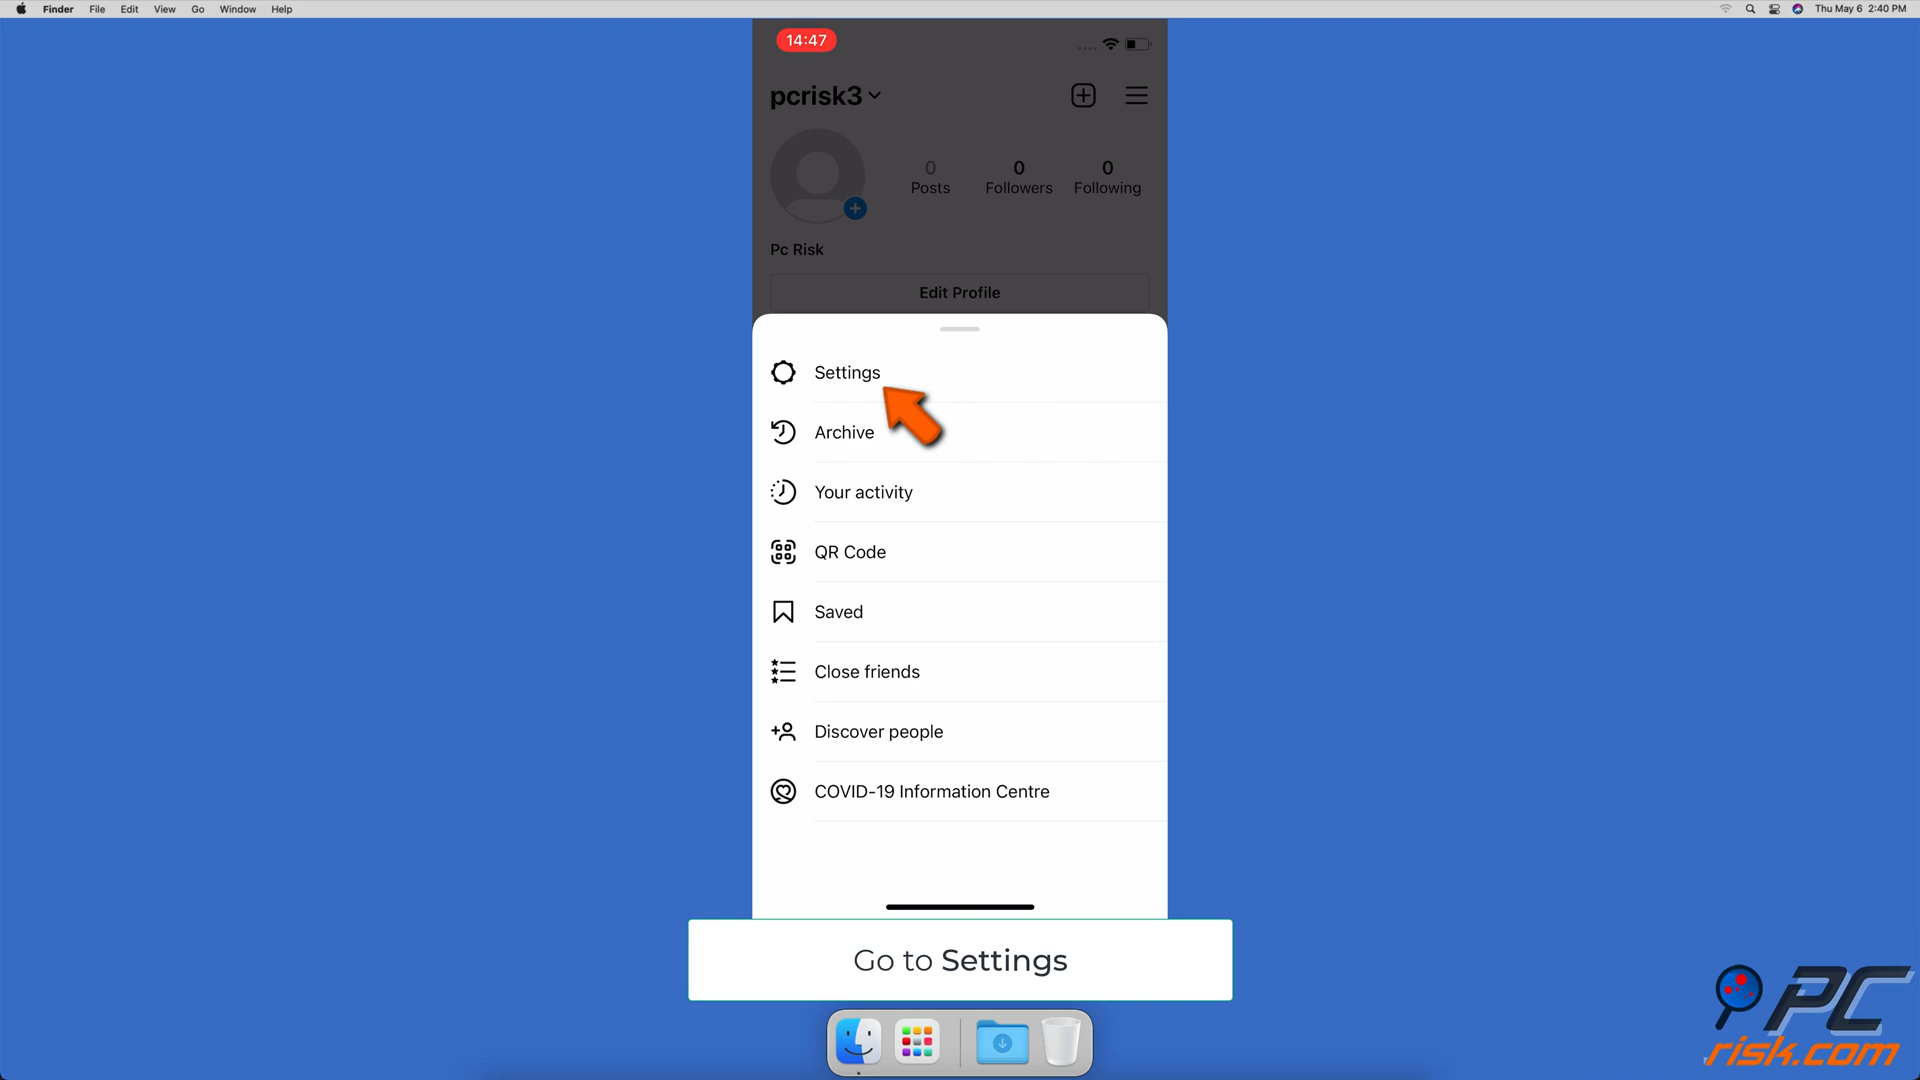 Finder File Edit View Go Window Help
Thu May 6 2:40 PM
14:47
pcrisk3
0 0 0
Posts Followers Following
Pc Risk
Edit Profile
Settings
Archive
Your activity
QR Code
Saved
Close friends
Discover people
COVID-19 Information Centre
Go to Settings
PC
risk.com